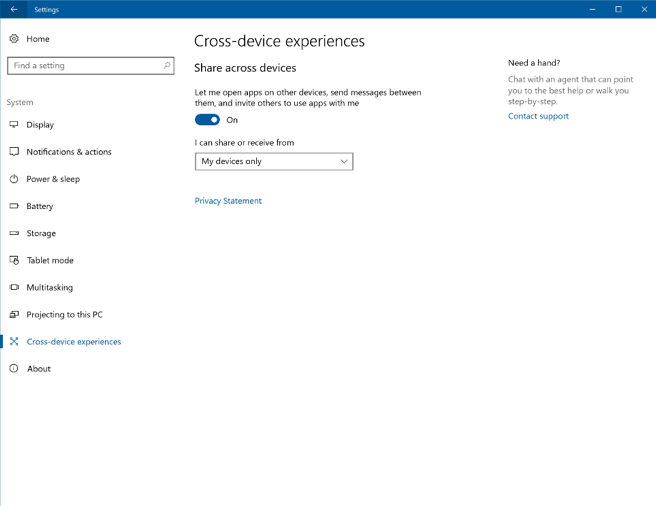 Settings
Home
Find a setting
System
Display
Notifications & actions
Power & sleep
Battery
Storage
Tablet mode
Multitasking
Projecting to this PC
Cross-device experiences
About
Cross-device experiences
Share across devices
Let me open apps on other devices, send messages between
them, and invite others to use apps with me
On
I can share or receive from
My devices only
Privacy Statement
Need a hand?
Chat with an agent that can point
you to the best help or walk you
step-by-step.
Contact support